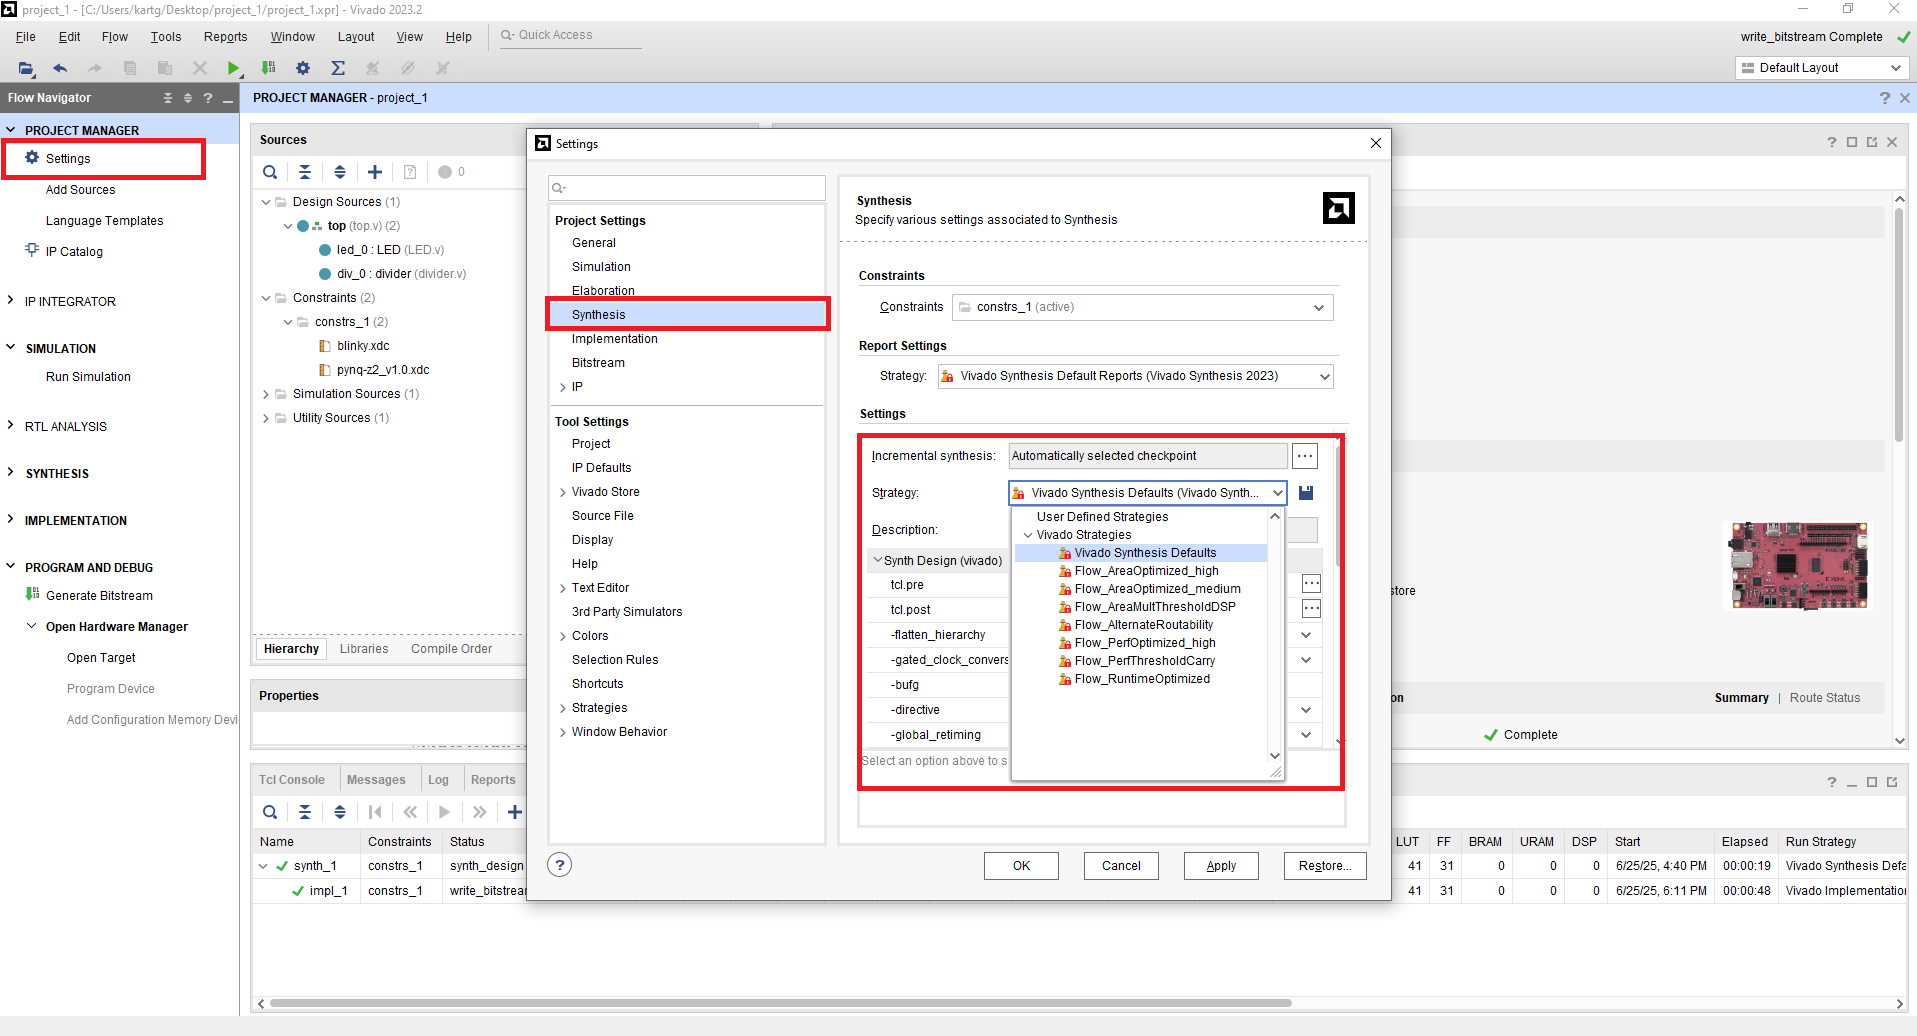 project_1 - [C:/Users/kartg/Desktop/project_1/project_1.xpr] - Vivado 2023.2
File Edit Flow Tools Reports Window Layout View Help Quick Access
write_bitstream Complete
Default Layout
Flow Navigator
PROJECT MANAGER - project_1
PROJECT MANAGER
Settings
Add Sources
Language Templates
IP Catalog
IP INTEGRATOR
SIMULATION
Run Simulation
RTL ANALYSIS
SYNTHESIS
IMPLEMENTATION
PROGRAM AND DEBUG
Generate Bitstream
Open Hardware Manager
Open Target
Program Device
Add Configuration Memory Devi
Sources
0
Design Sources (1)
top (top.v) (2)
led_0 : LED (LED.v)
div_0 : divider (divider.v)
Constraints (2)
constrs_1 (2)
blinky.xdc
pynq-z2_v1.0.xdc
Simulation Sources (1)
Utility Sources (1)
Hierarchy Libraries Compile Order
Properties
Settings
Project Settings
General
Simulation
Elaboration
Synthesis
Implementation
Bitstream
IP
Tool Settings
Project
IP Defaults
Vivado Store
Source File
Display
Help
Text Editor
3rd Party Simulators
Colors
Selection Rules
Shortcuts
Strategies
Window Behavior
Synthesis
Specify various settings associated to Synthesis
Constraints
Constraints constrs_1 (active)
Report Settings
Strategy: Vivado Synthesis Default Reports (Vivado Synthesis 2023)
Settings
Incremental synthesis: Automatically selected checkpoint
Strategy: Vivado Synthesis Defaults (Vivado Synth...
Description:
User Defined Strategies
Vivado Strategies
Vivado Synthesis Defaults
Flow_AreaOptimized_high
Flow_AreaOptimized_medium
Flow_AreaMultThresholdDSP
Flow_AlternateRoutability
Flow_PerfOptimized_high
Flow_PerfThresholdCarry
Flow_RuntimeOptimized
Synth Design (vivado)
tcl.pre
tcl.post
-flatten_hierarchy
-gated_clock_convers
-bufg
-directive
-global_retiming
Select an option above to s
OK Cancel Apply Restore...
store
on
Summary | Route Status
Complete
Tcl Console Messages Log Reports
Name Constraints Status LUT FF BRAM URAM DSP Start Elapsed Run Strategy
synth_1 constrs_1 synth_design 41 31 0 0 0 6/25/25, 4:40 PM 00:00:19 Vivado Synthesis Defa
impl_1 constrs_1 write_bitstrear 41 31 0 0 0 6/25/25, 6:11 PM 00:00:48 Vivado Implementation